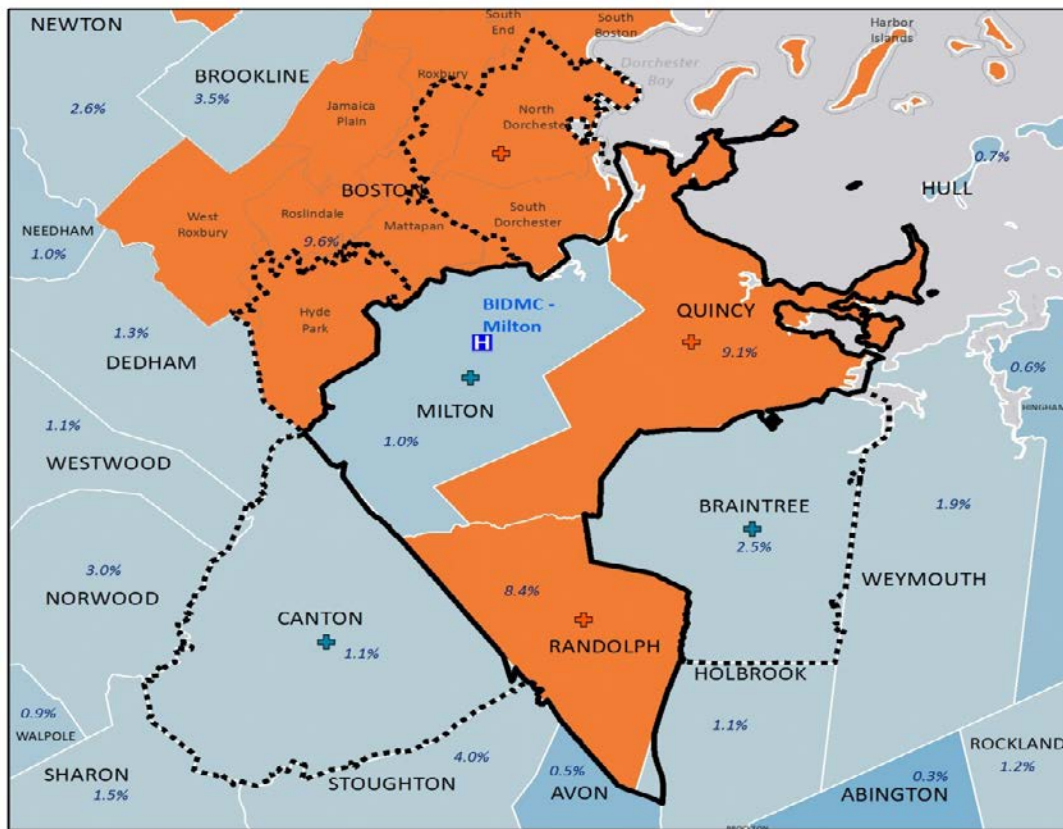 NEWTON
2.6%
BROOKLINE
3.5%
South
End
South
Boston
Harbor
Islands
Dorchester
Bay
Roxbury
Jamaica
Plain
North
Dorchester
0.7%
HULL
BOSTON
9.6%
West
Roxbury
Roslindale
Mattapan
South
Dorchester
NEEDHAM
1.0%
1.3%
DEDHAM
Hyde
Park
BIDMC -
Milton
H
QUINCY
9.1%
0.6%
HINGHAM
MILTON
1.0%
1.1%
WESTWOOD
BRAINTREE
2.5%
1.9%
WEYMOUTH
3.0%
NORWOOD
CANTON
1.1%
8.4%
RANDOLPH
HOLBROOK
1.1%
0.9%
WALPOLE
SHARON
1.5%
4.0%
STOUGHTON
0.5%
AVON
0.3%
ABINGTON
ROCKLAND
1.2%